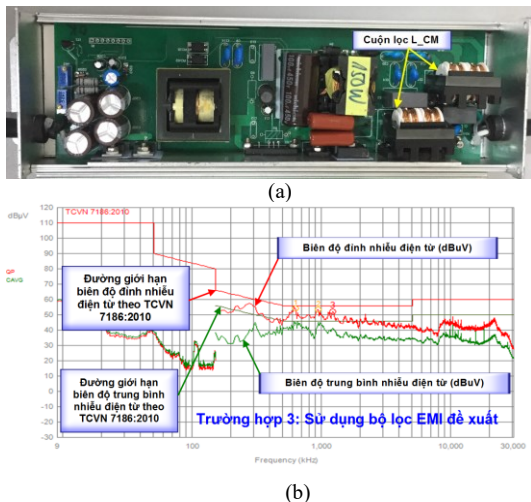 Cuộn lọc L_CM
150W
(a)
dBµV
TCVN 7186:2010
QP
CAVG
120
110
100
90
80
70
60
50
40
30
20
10
0
-10
-20
-30
Biên độ đỉnh nhiễu điện từ (dBuV)
Đường giới hạn
biên độ đỉnh nhiễu
điện từ theo TCVN
7186:2010
1
2
3
Đường giới hạn
biên độ trung bình
nhiễu điện từ theo
TCVN 7186:2010
Biên độ trung bình nhiễu điện từ (dBuV)
Trường hợp 3: Sử dụng bộ lọc EMI đề xuất
9
100
1,000
10,000
30,000
Frequency (kHz)
(b)